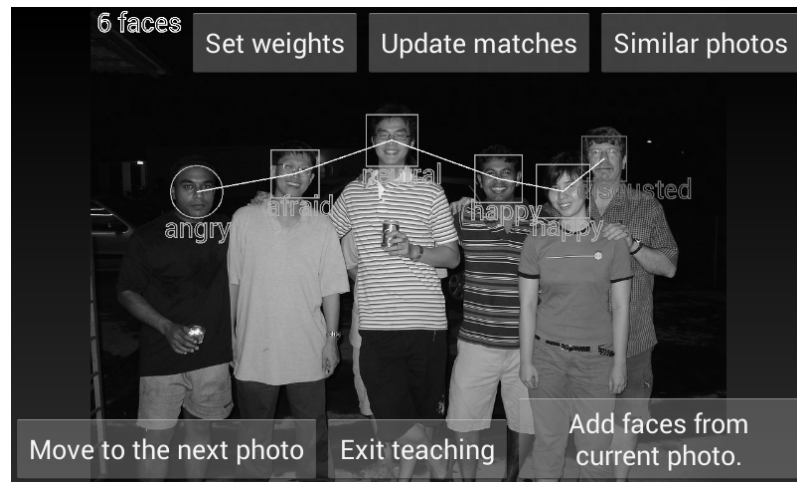 6 faces
Set weights
Update matches
Similar photos
neutral
disgusted
afraid
happy
angry
happy
Move to the next photo
Exit teaching
Add faces from
current photo.